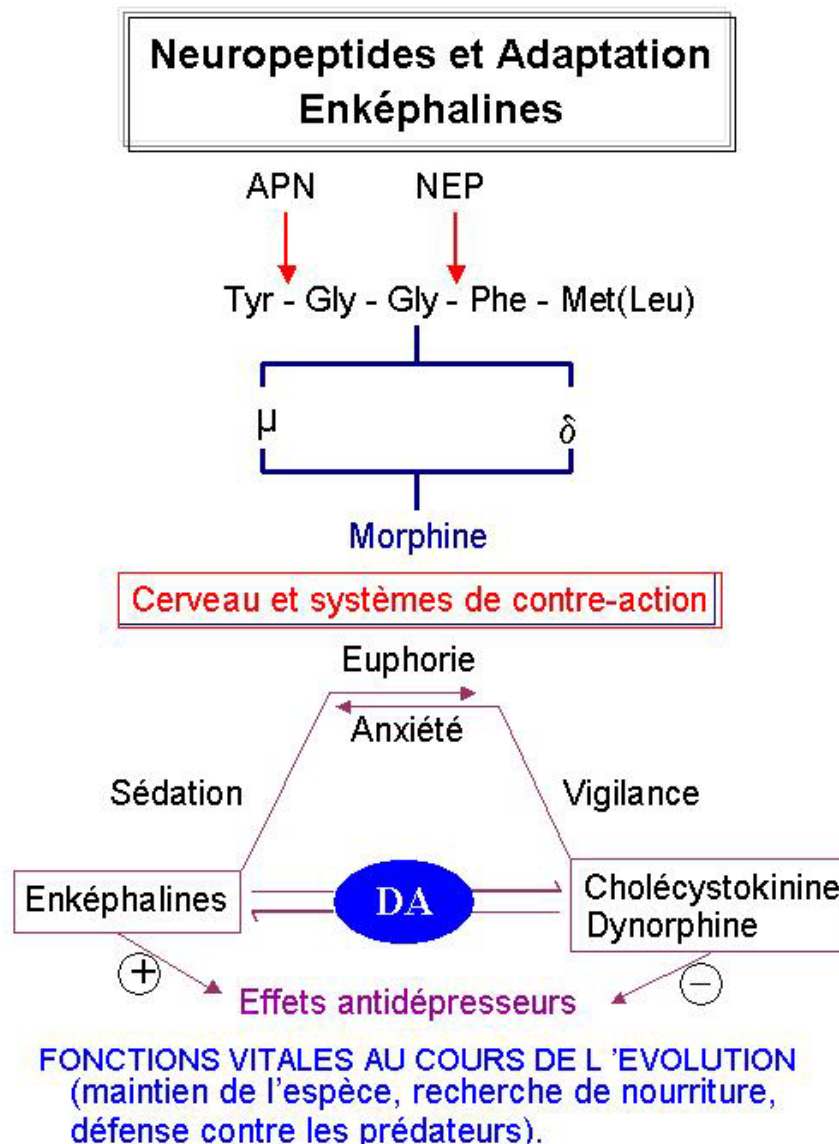 Neuropeptides et Adaptation
Enképhalines
APN NEP
Tyr - Gly - Gly - Phe - Met(Leu)
μ δ
Morphine
Cerveau et systèmes de contre-action
Euphorie
Anxiété
Sédation Vigilance
Enképhalines DA Cholécystokinine
Dynorphine
+ −
Effets antidépresseurs
FONCTIONS VITALES AU COURS DE L 'EVOLUTION
(maintien de l'espèce, recherche de nourriture,
défense contre les prédateurs).